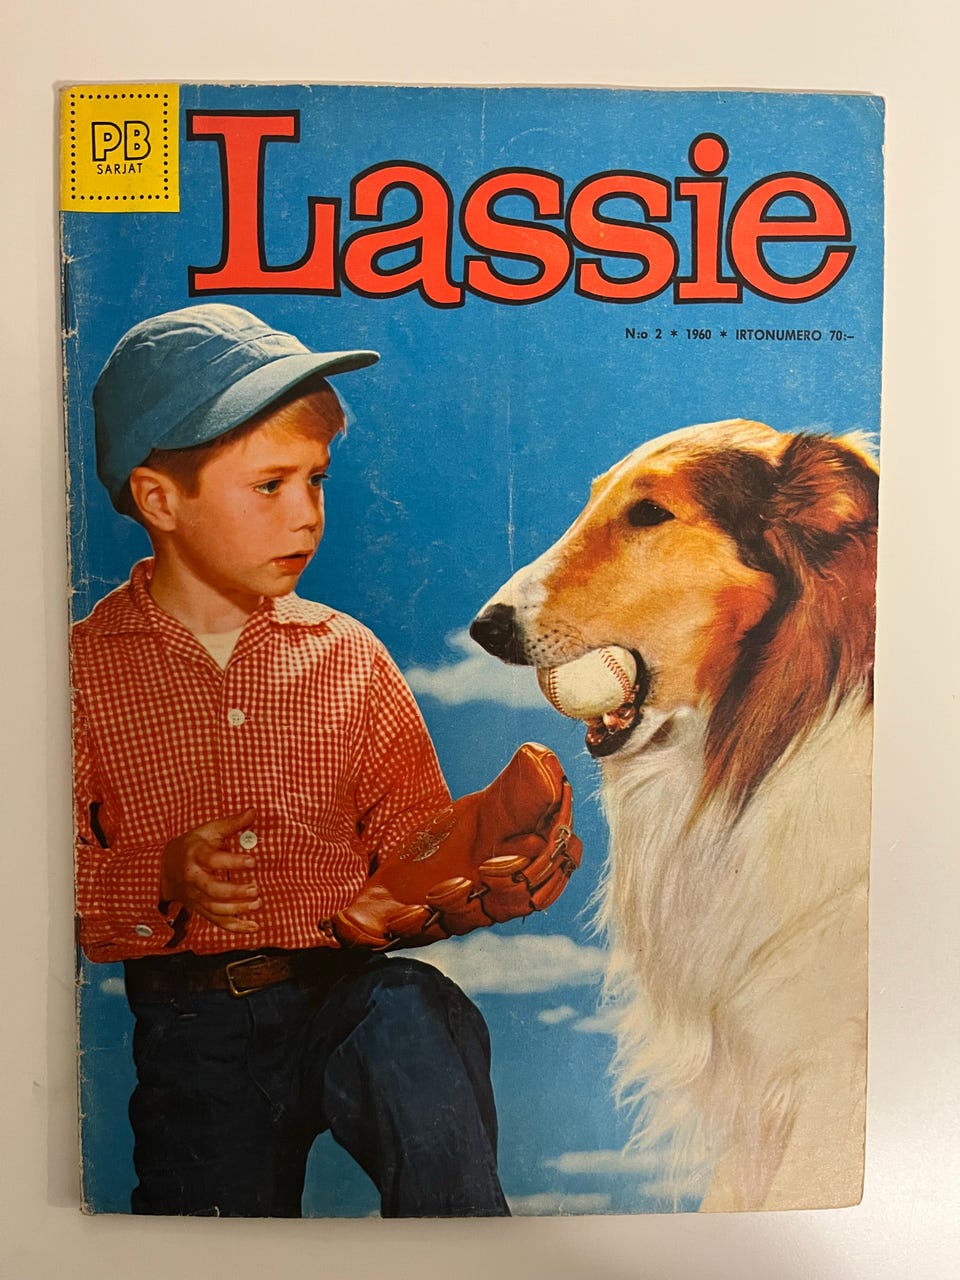 PB
SARJAT
Lassie
N:o 2 * 1960 * IRTONUMERO 70:–